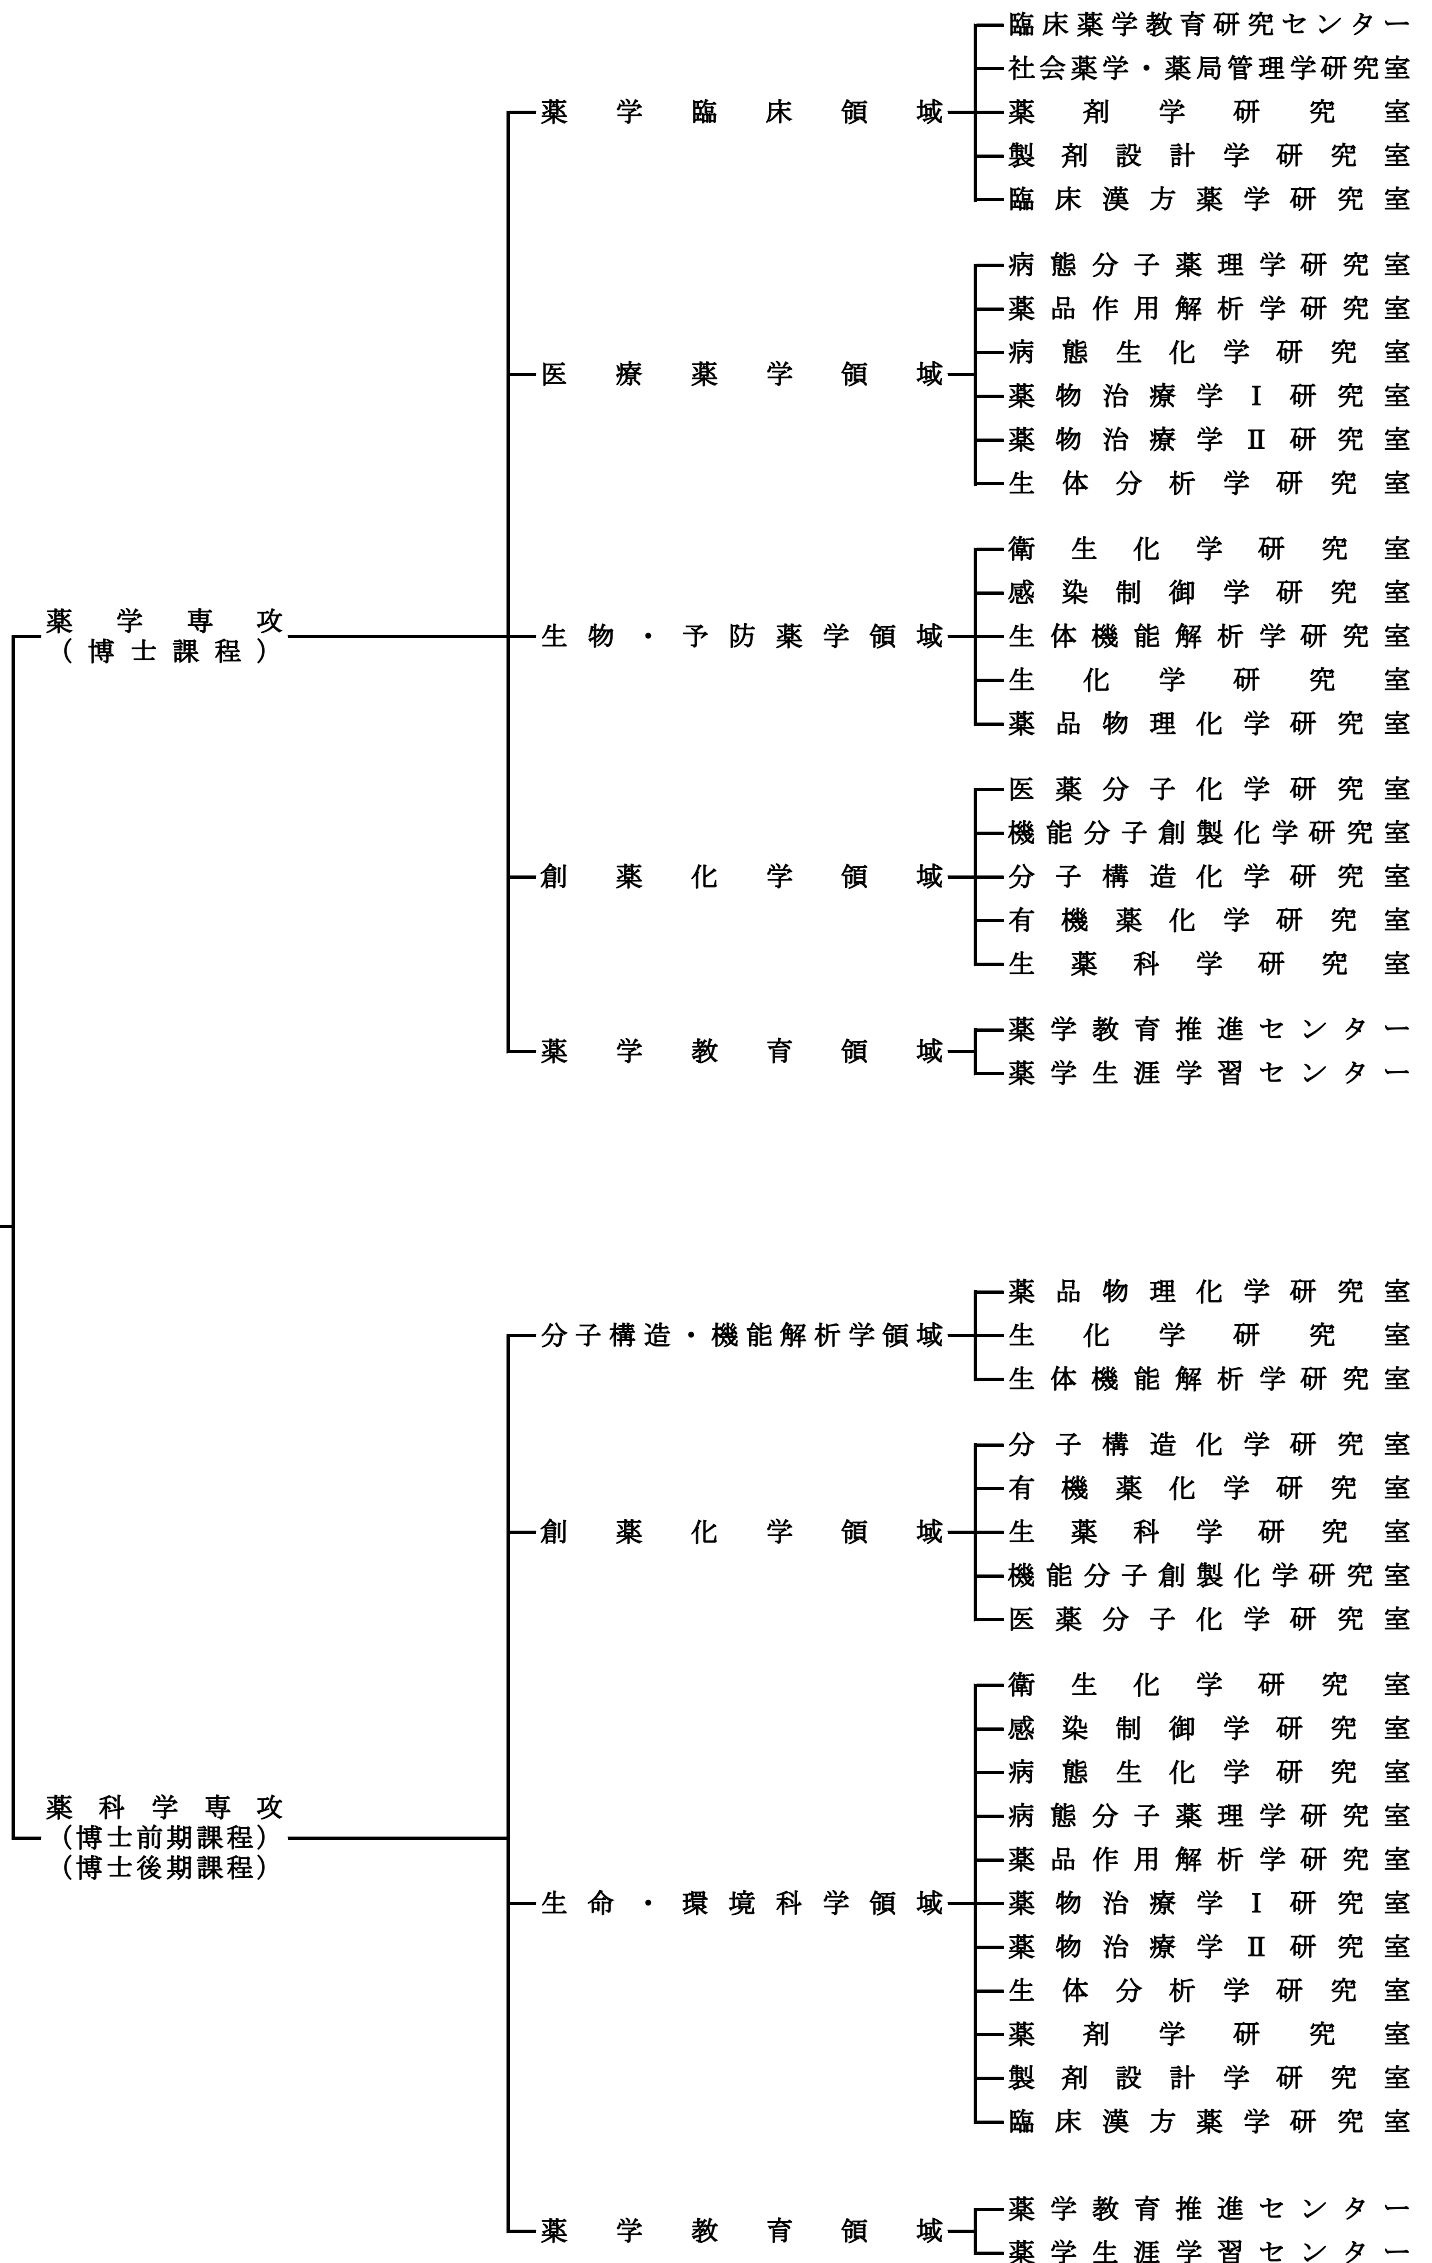 薬学専攻
(博士課程)
薬学臨床領域
臨床薬学教育研究センター
社会薬学・薬局管理学研究室
薬剤学研究室
製剤設計学研究室
臨床漢方薬学研究室
医療薬学領域
病態分子薬理学研究室
薬品作用解析学研究室
病態生化学研究室
薬物治療学Ⅰ研究室
薬物治療学Ⅱ研究室
生体分析学研究室
生物・予防薬学領域
衛生化学研究室
感染制御学研究室
生体機能解析学研究室
生化学研究室
薬品物理化学研究室
創薬化学領域
医薬分子化学研究室
機能分子創製化学研究室
分子構造化学研究室
有機薬化学研究室
生薬科学研究室
薬学教育領域
薬学教育推進センター
薬学生涯学習センター
薬科学専攻
(博士前期課程)
(博士後期課程)
分子構造・機能解析学領域
薬品物理化学研究室
生化学研究室
生体機能解析学研究室
創薬化学領域
分子構造化学研究室
有機薬化学研究室
生薬科学研究室
機能分子創製化学研究室
医薬分子化学研究室
生命・環境科学領域
衛生化学研究室
感染制御学研究室
病態生化学研究室
病態分子薬理学研究室
薬品作用解析学研究室
薬物治療学Ⅰ研究室
薬物治療学Ⅱ研究室
生体分析学研究室
薬剤学研究室
製剤設計学研究室
臨床漢方薬学研究室
薬学教育領域
薬学教育推進センター
薬学生涯学習センター